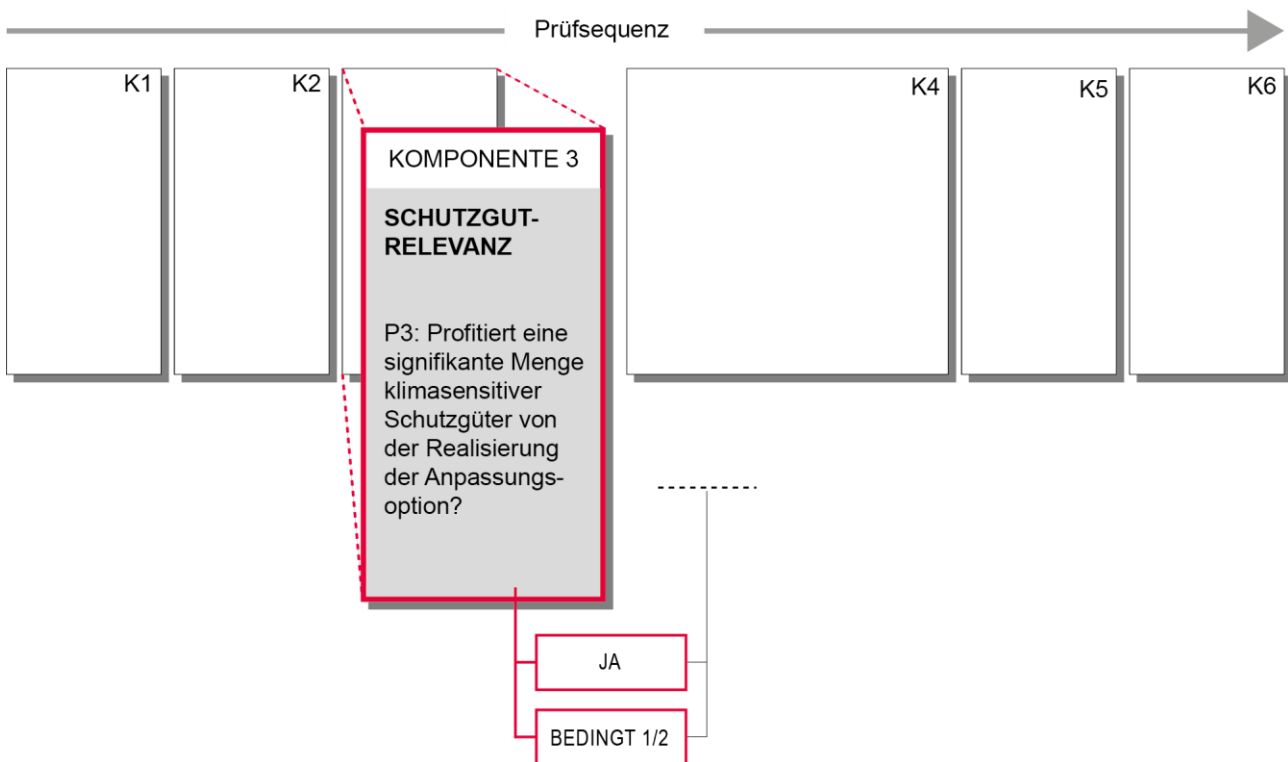 Prüfsequenz
K1
K2
K4
K5
K6
KOMPONENTE 3
SCHUTZGUT-
RELEVANZ
P3: Profitiert eine
signifikante Menge
klimasensitiver
Schutzgüter von
der Realisierung
der Anpassungs-
option?
JA
BEDINGT 1/2